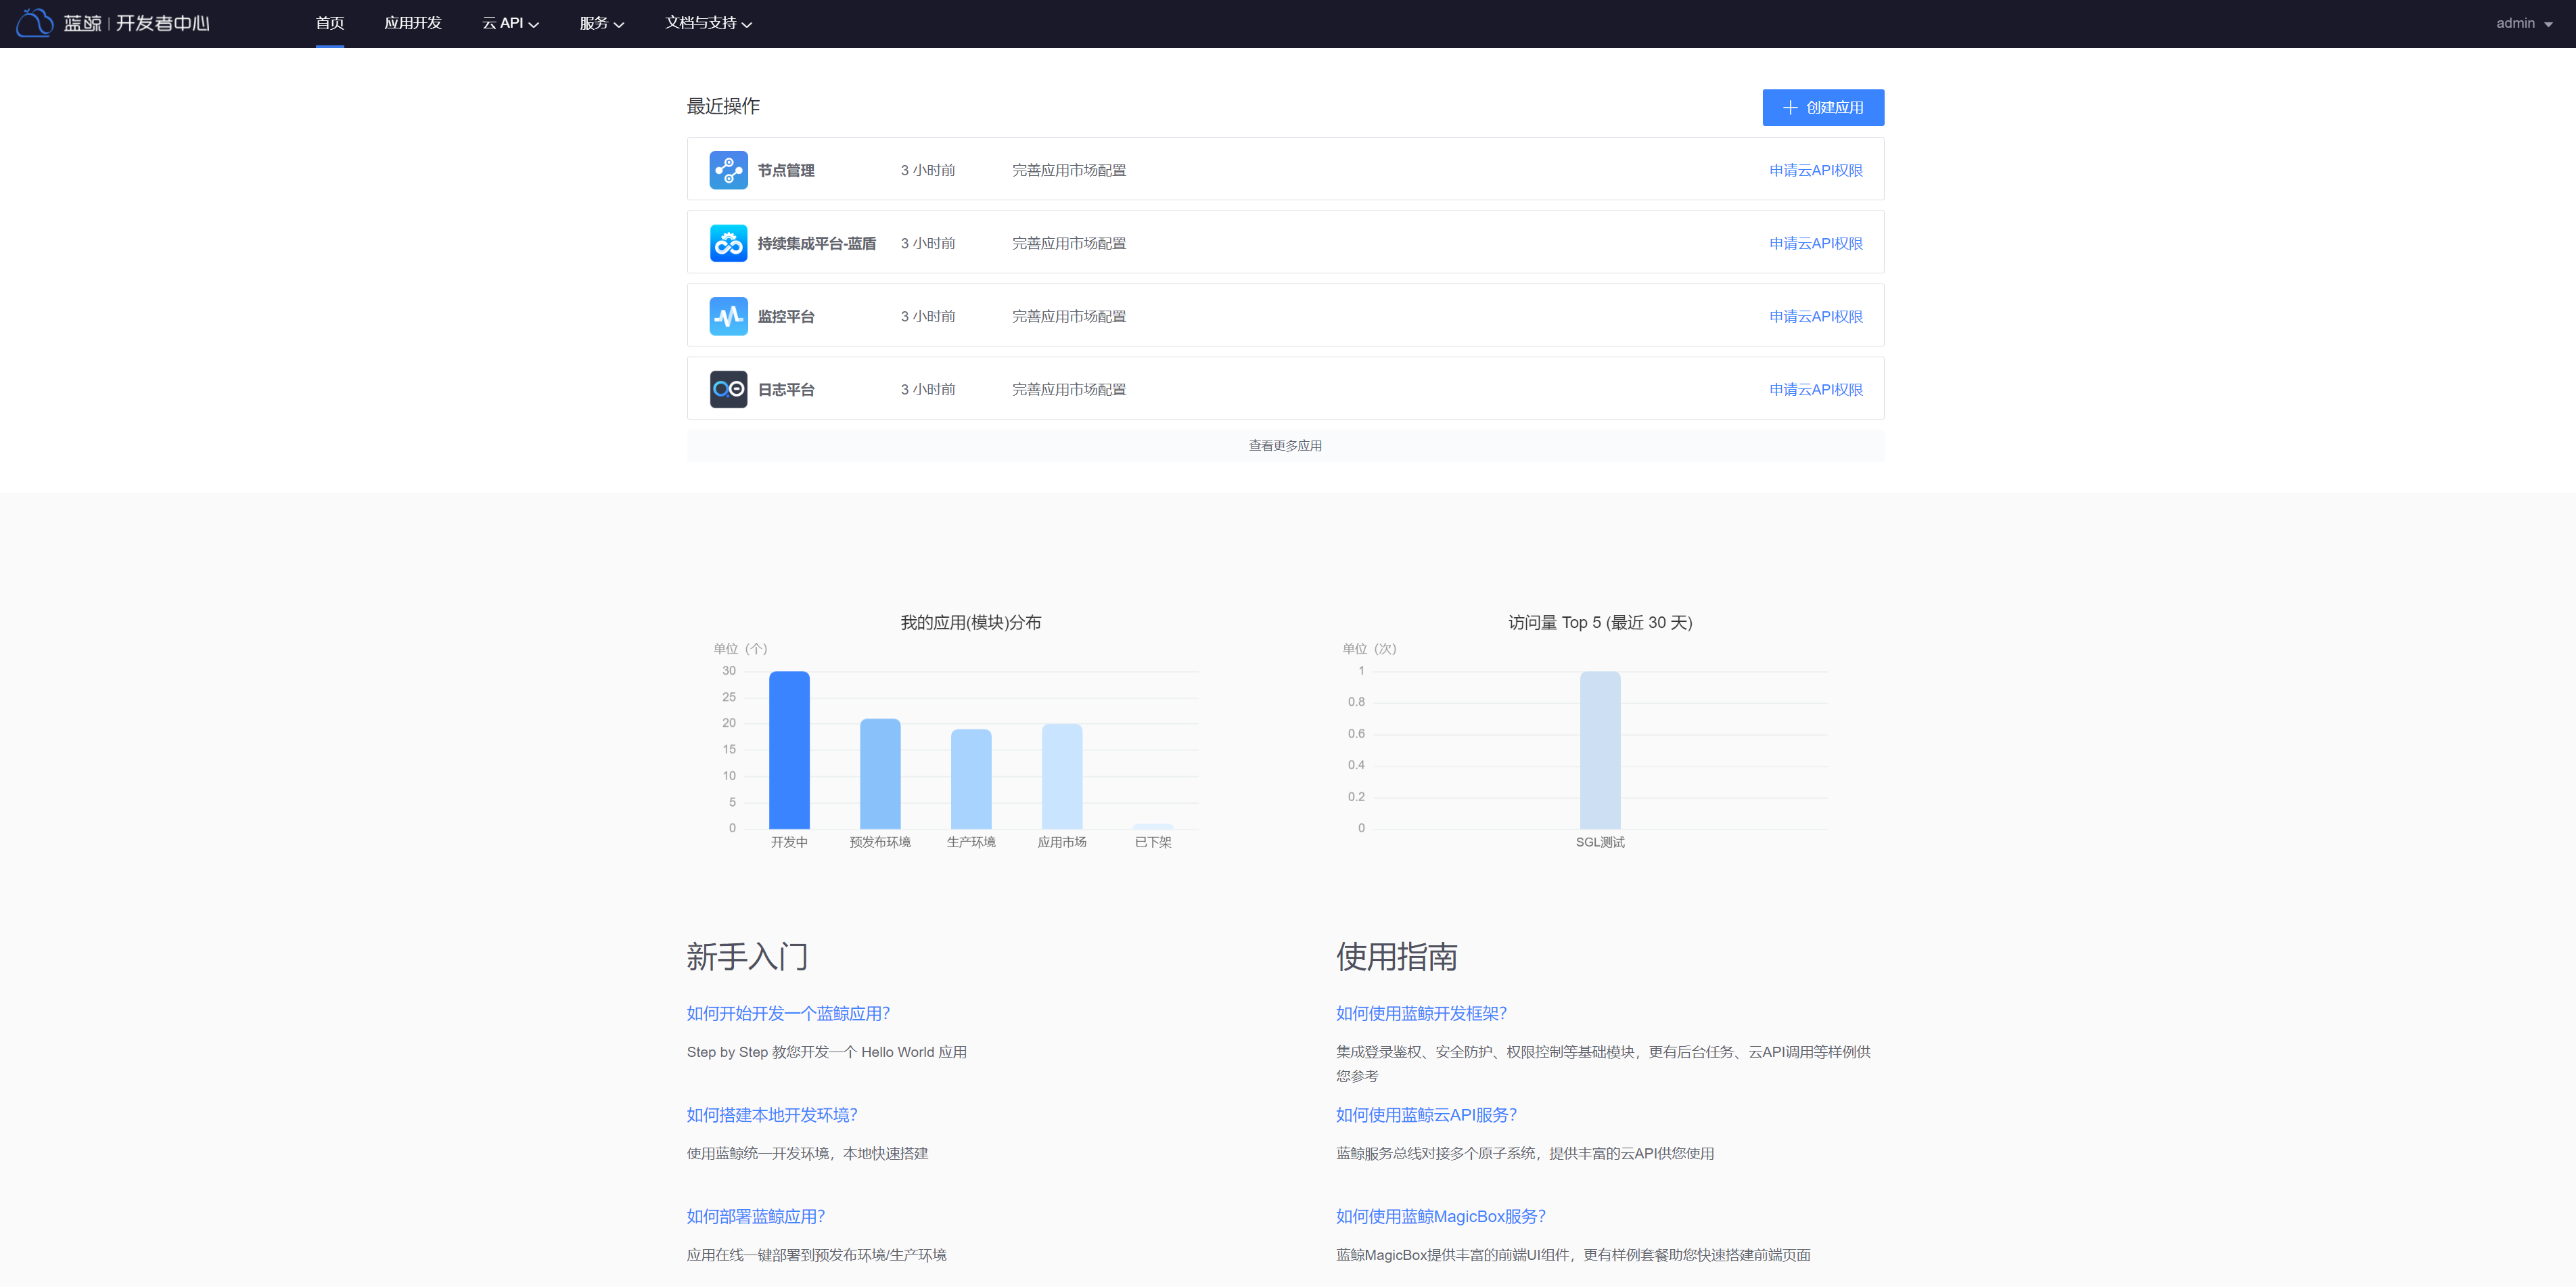 蓝鲸 | 开发者中心
首页
应用开发
云 API
服务
文档与支持
admin
最近操作
创建应用
节点管理 3 小时前 完善应用市场配置 申请云API权限
持续集成平台-蓝盾 3 小时前 完善应用市场配置 申请云API权限
监控平台 3 小时前 完善应用市场配置 申请云API权限
日志平台 3 小时前 完善应用市场配置 申请云API权限
查看更多应用
我的应用(模块)分布
单位（个）
30
25
20
15
10
5
0
开发中 预发布环境 生产环境 应用市场 已下架
访问量 Top 5 (最近 30 天)
单位（次）
1
0.8
0.6
0.4
0.2
0
SGL测试
新手入门
如何开始开发一个蓝鲸应用？
Step by Step 教您开发一个 Hello World 应用
如何搭建本地开发环境？
使用蓝鲸统一开发环境，本地快速搭建
如何部署蓝鲸应用？
应用在线一键部署到预发布环境/生产环境
使用指南
如何使用蓝鲸开发框架？
集成登录鉴权、安全防护、权限控制等基础模块，更有后台任务、云API调用等样例供
您参考
如何使用蓝鲸云API服务？
蓝鲸服务总线对接多个原子系统，提供丰富的云API供您使用
如何使用蓝鲸MagicBox服务？
蓝鲸MagicBox提供丰富的前端UI组件，更有样例套餐助您快速搭建前端页面